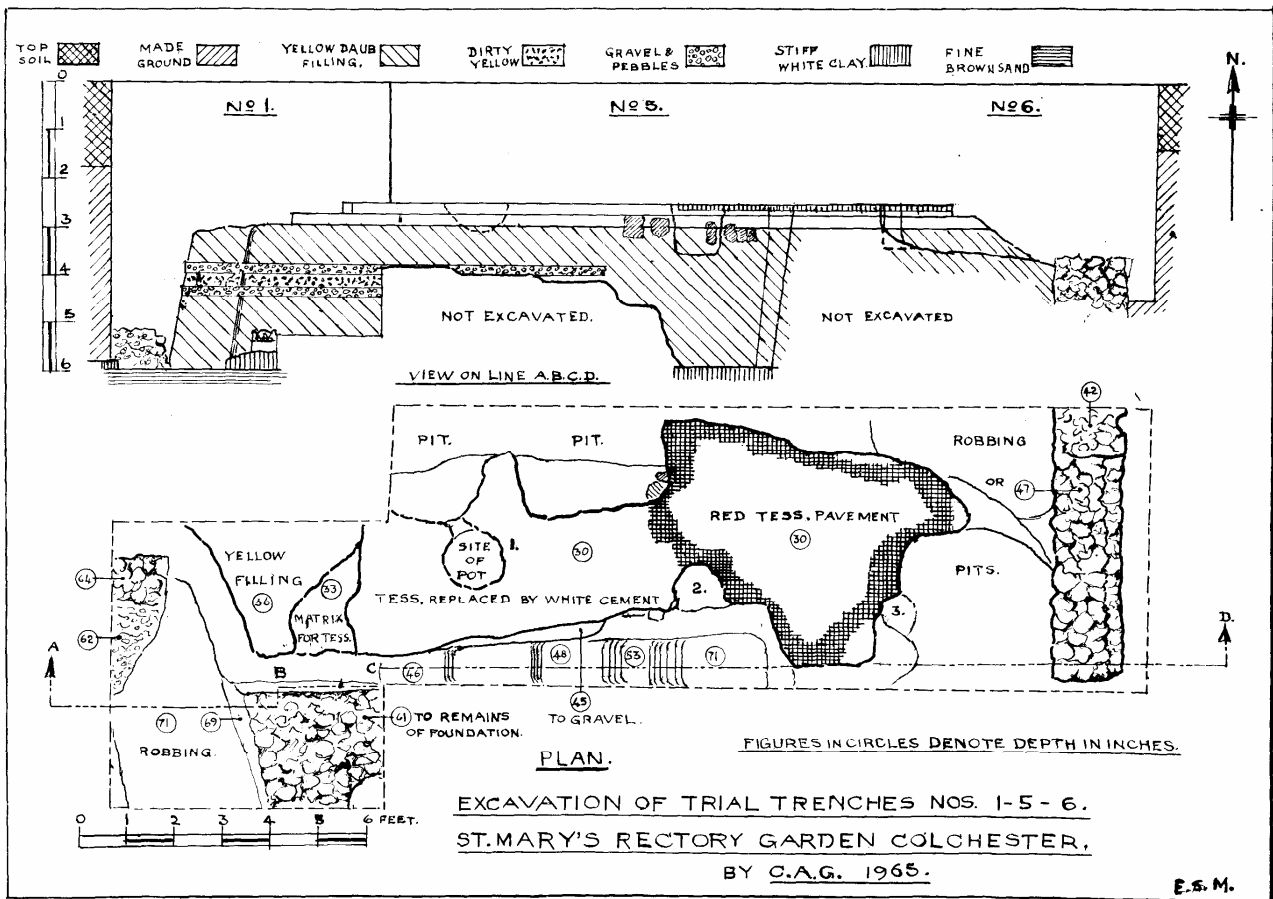 TOP SOIL
MADE GROUND
YELLOW DAUB FILLING,
DIRTY YELLOW
GRAVEL & PEBBLES
STIFF WHITE CLAY.
FINE BROWN SAND
N.
0
1
2
3
4
5
6
No 1.
No 5.
No 6.
NOT EXCAVATED.
NOT EXCAVATED
VIEW ON LINE A.B.C.D.
PIT.
PIT.
ROBBING
OR
PITS.
42
47
RED TESS, PAVEMENT
30
SITE OF POT
1.
30
TESS, REPLACED BY WHITE CEMENT
2.
3.
YELLOW FILLING
36
33
MATRIX FOR TESS.
64
62
A
B
C
D.
46
48
53
71
45
TO GRAVEL.
71
ROBBING.
69
61
TO REMAINS
OF FOUNDATION.
PLAN.
FIGURES IN CIRCLES DENOTE DEPTH IN INCHES.
0 1 2 3 4 5 6 FEET.
EXCAVATION OF TRIAL TRENCHES NOS. 1-5-6.
ST. MARY'S RECTORY GARDEN COLCHESTER,
BY C.A.G. 1965.
E.S.M.